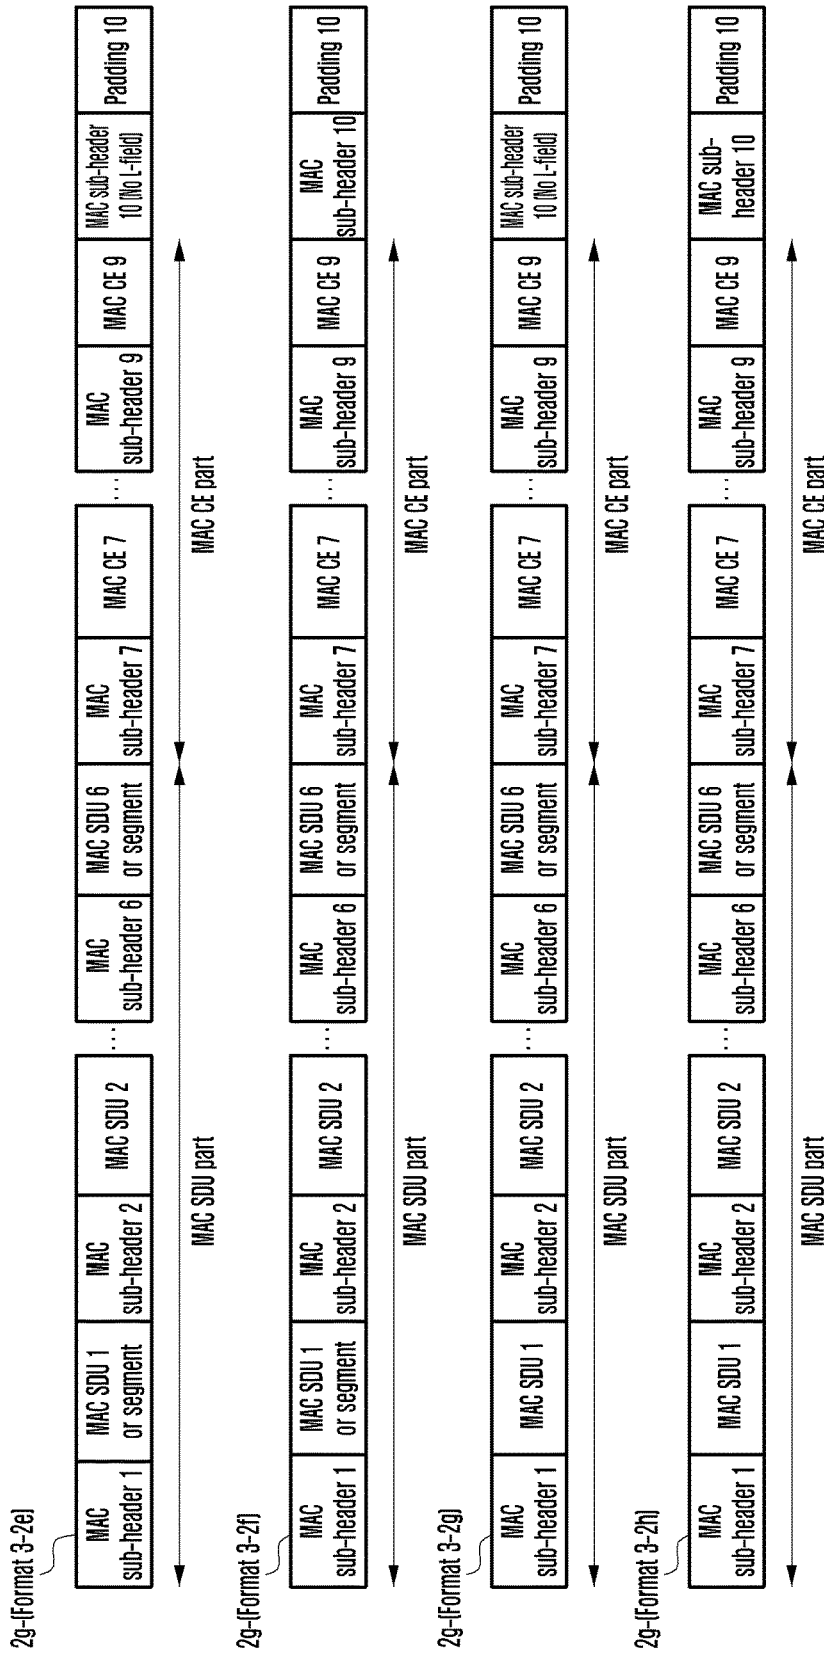 2g-(Format 3-2e)
MAC
sub-header 1
MAC SDU 1
or segment
MAC
sub-header 2
MAC SDU 2
...
MAC
sub-header 6
MAC SDU 6
or segment
MAC
sub-header 7
MAC CE 7
...
MAC
sub-header 9
MAC CE 9
MAC sub-header
10 (No L-field)
Padding 10
MAC SDU part
MAC CE part
2g-(Format 3-2f)
MAC
sub-header 1
MAC SDU 1
or segment
MAC
sub-header 2
MAC SDU 2
...
MAC
sub-header 6
MAC SDU 6
or segment
MAC
sub-header 7
MAC CE 7
...
MAC
sub-header 9
MAC CE 9
MAC
sub-header 10
Padding 10
MAC SDU part
MAC CE part
2g-(Format 3-2g)
MAC
sub-header 1
MAC SDU 1
MAC
sub-header 2
MAC SDU 2
...
MAC
sub-header 6
MAC SDU 6
or segment
MAC
sub-header 7
MAC CE 7
...
MAC
sub-header 9
MAC CE 9
MAC sub-header
10 (No L-field)
Padding 10
MAC SDU part
MAC CE part
2g-(Format 3-2h)
MAC
sub-header 1
MAC SDU 1
MAC
sub-header 2
MAC SDU 2
...
MAC
sub-header 6
MAC SDU 6
or segment
MAC
sub-header 7
MAC CE 7
...
MAC
sub-header 9
MAC CE 9
MAC sub-
header 10
Padding 10
MAC SDU part
MAC CE part